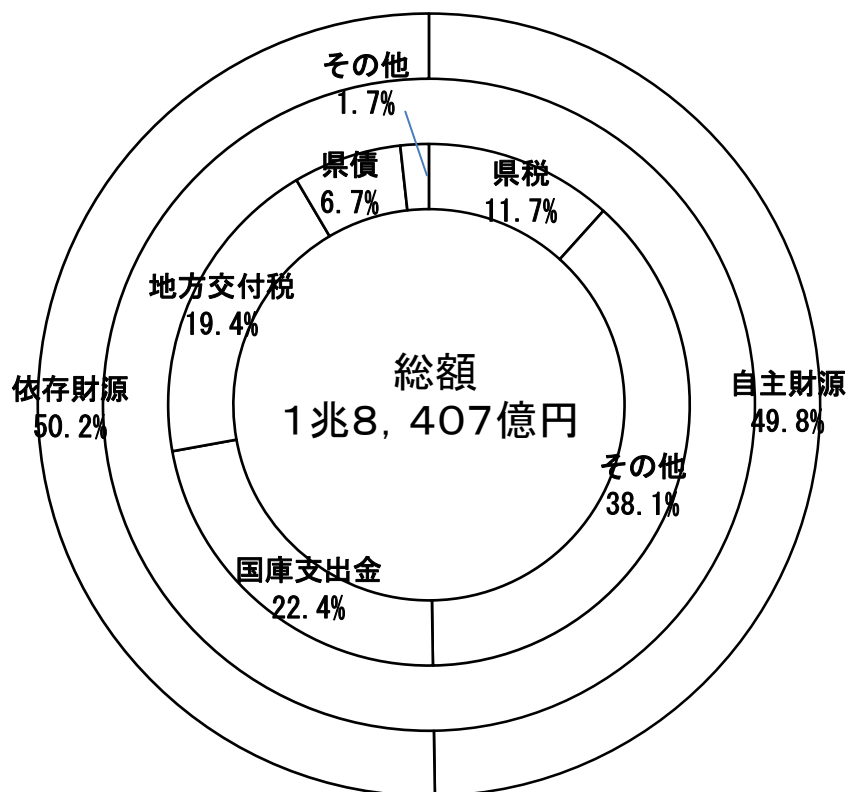 その他
1.7%
県債
6.7%
県税
11.7%
地方交付税
19.4%
総額
1兆8,407億円
依存財源
50.2%
自主財源
49.8%
その他
38.1%
国庫支出金
22.4%